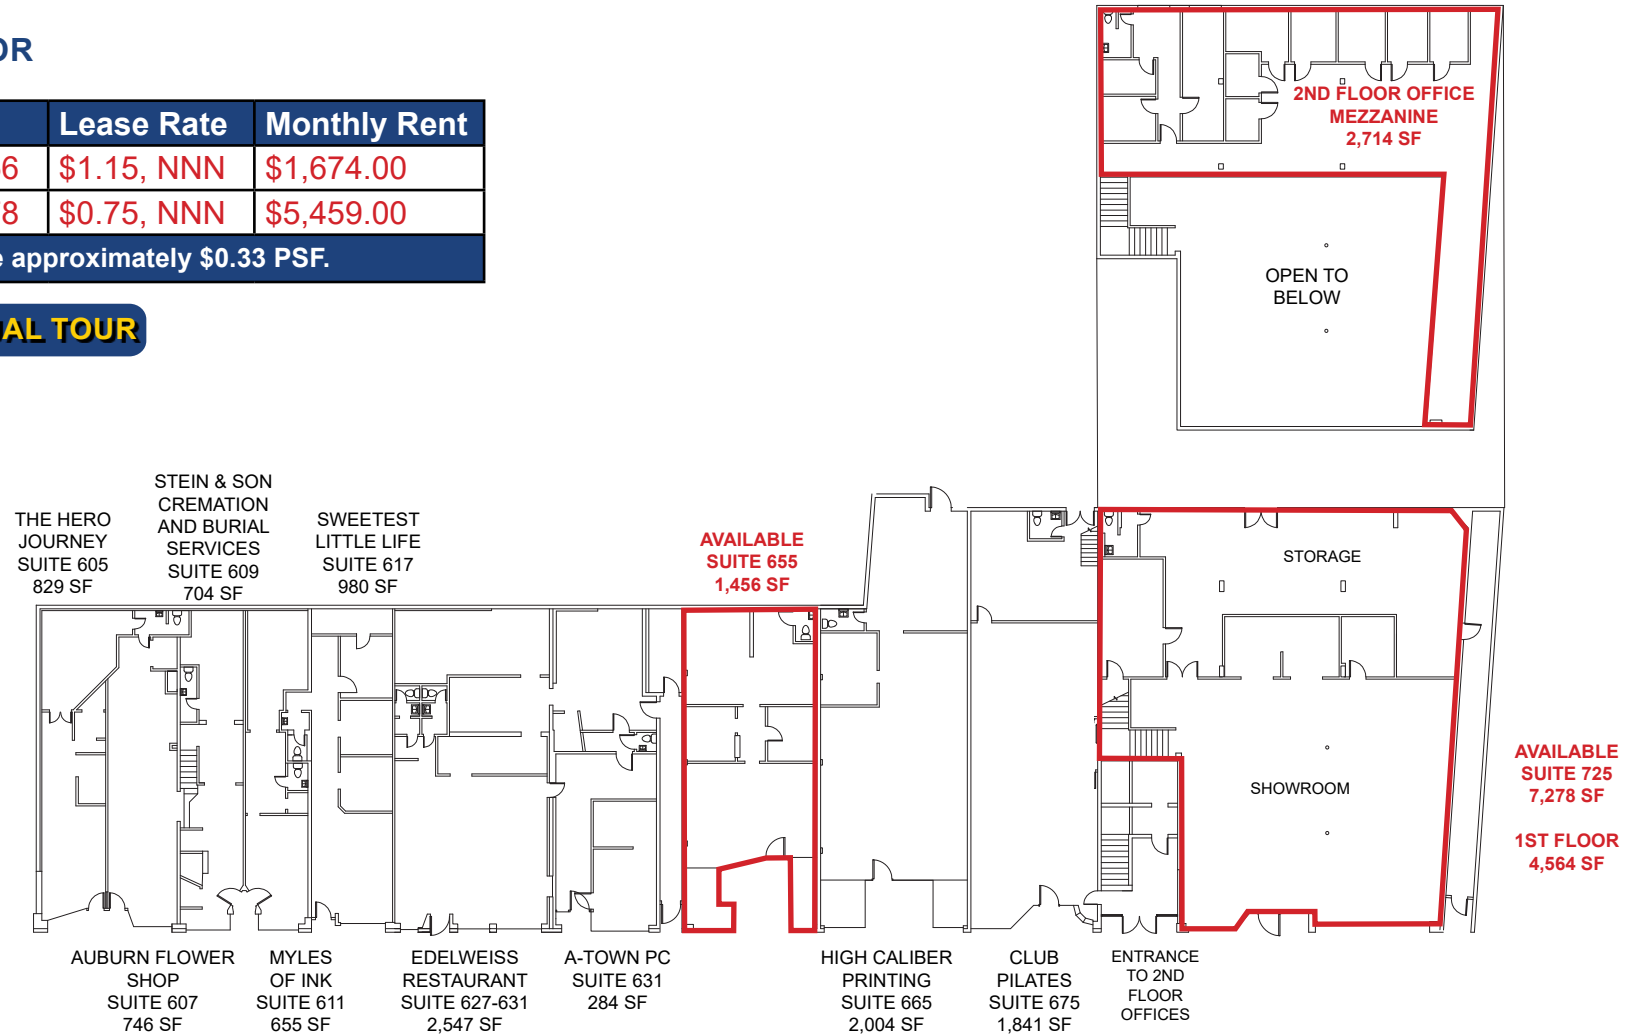 OR
Lease Rate Monthly Rent
6 $1.15, NNN $1,674.00
8 $0.75, NNN $5,459.00
e approximately $0.33 PSF.
AL TOUR
2ND FLOOR OFFICE
MEZZANINE
2,714 SF
OPEN TO
BELOW
THE HERO
JOURNEY
SUITE 605
829 SF
STEIN & SON
CREMATION
AND BURIAL
SERVICES
SUITE 609
704 SF
SWEETEST
LITTLE LIFE
SUITE 617
980 SF
AVAILABLE
SUITE 655
1,456 SF
STORAGE
SHOWROOM
AVAILABLE
SUITE 725
7,278 SF
1ST FLOOR
4,564 SF
AUBURN FLOWER
SHOP
SUITE 607
746 SF
MYLES
OF INK
SUITE 611
655 SF
EDELWEISS
RESTAURANT
SUITE 627-631
2,547 SF
A-TOWN PC
SUITE 631
284 SF
HIGH CALIBER
PRINTING
SUITE 665
2,004 SF
CLUB
PILATES
SUITE 675
1,841 SF
ENTRANCE
TO 2ND
FLOOR
OFFICES